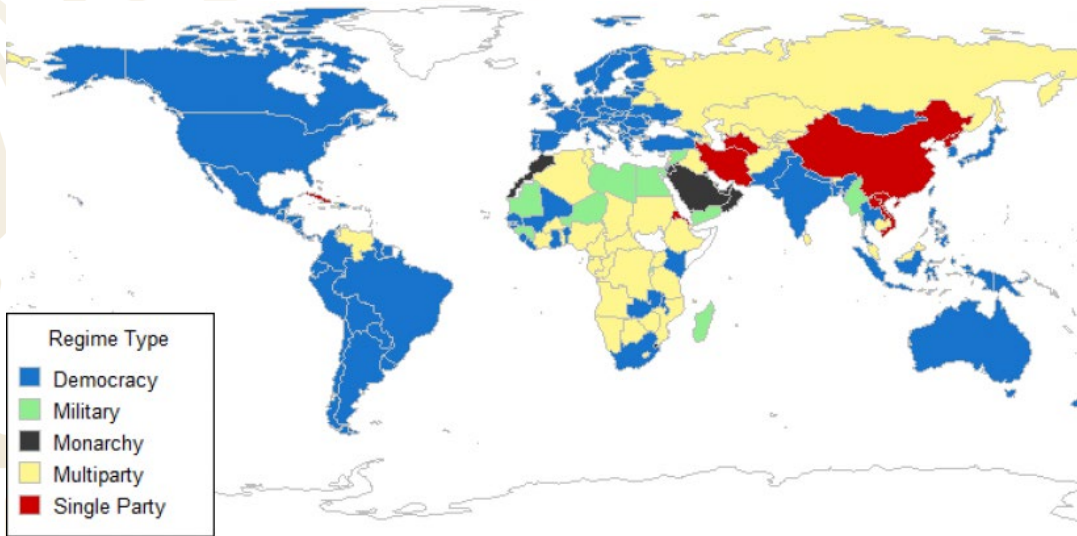 Regime Type
Democracy
Military
Monarchy
Multiparty
Single Party